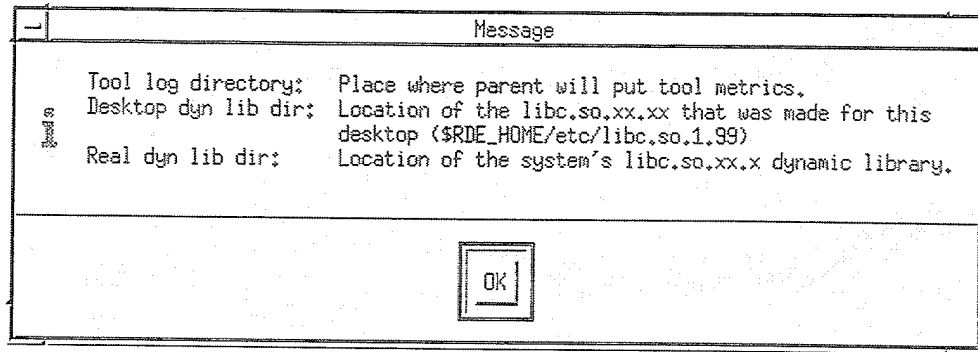 Message
Tool log directory: Place where parent will put tool metrics.
Desktop dyn lib dir: Location of the libc.so.xx.xx that was made for this
desktop ($RDE_HOME/etc/libc.so.1.99)
Real dyn lib dir: Location of the system's libc.so.xx.x dynamic library.
OK